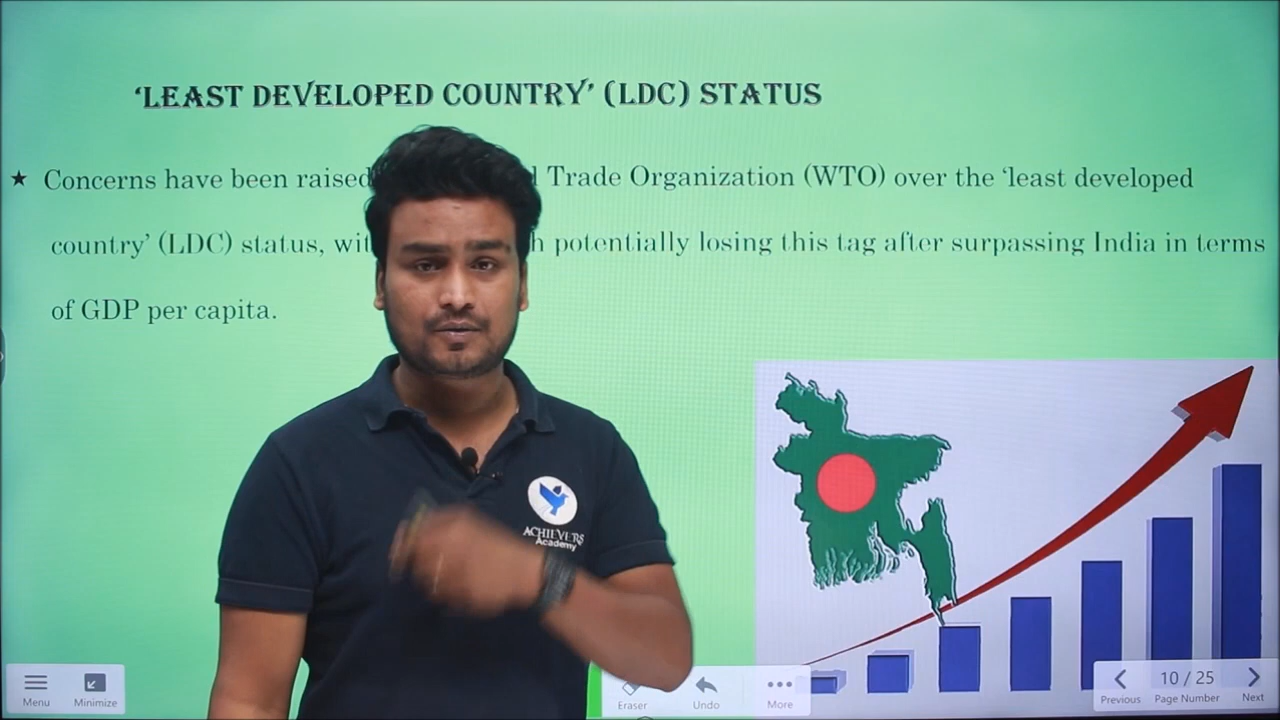 ‘LEAST DEVELOPED COUNTRY’ (LDC) STATUS
★ Concerns have been raised Trade Organization (WTO) over the ‘least developed
country’ (LDC) status, potentially losing this tag after surpassing India in terms
of GDP per capita.
ACHIEVERS
Academy
Menu
Minimize
Eraser
Undo
More
Previous
10 / 25
Page Number
Next